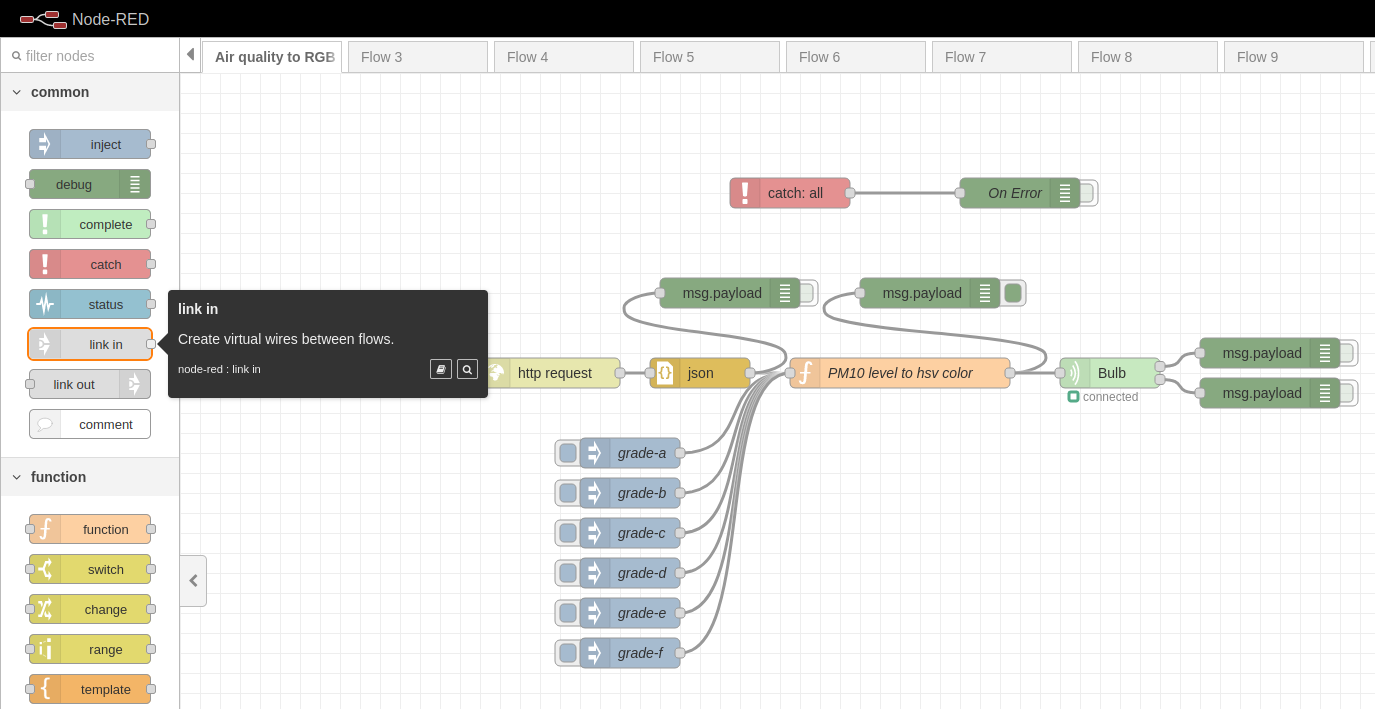 Node-RED
filter nodes
Air quality to RGB
Flow 3
Flow 4
Flow 5
Flow 6
Flow 7
Flow 8
Flow 9
common
inject
debug
complete
catch
status
link in
link out
comment
function
function
switch
change
range
template
link in
Create virtual wires between flows.
node-red : link in
catch: all
On Error
msg.payload
msg.payload
http request
json
PM10 level to hsv color
Bulb
connected
msg.payload
msg.payload
grade-a
grade-b
grade-c
grade-d
grade-e
grade-f